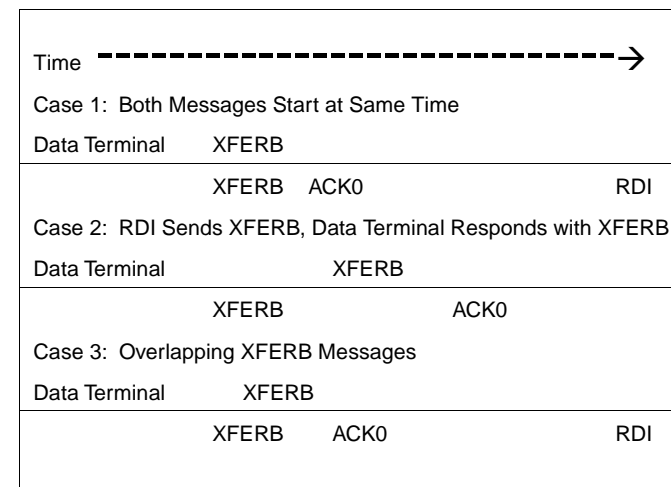 Time
Case 1: Both Messages Start at Same Time
Data Terminal XFERB
XFERB ACK0 RDI
Case 2: RDI Sends XFERB, Data Terminal Responds with XFERB
Data Terminal XFERB
XFERB ACK0
Case 3: Overlapping XFERB Messages
Data Terminal XFERB
XFERB ACK0 RDI